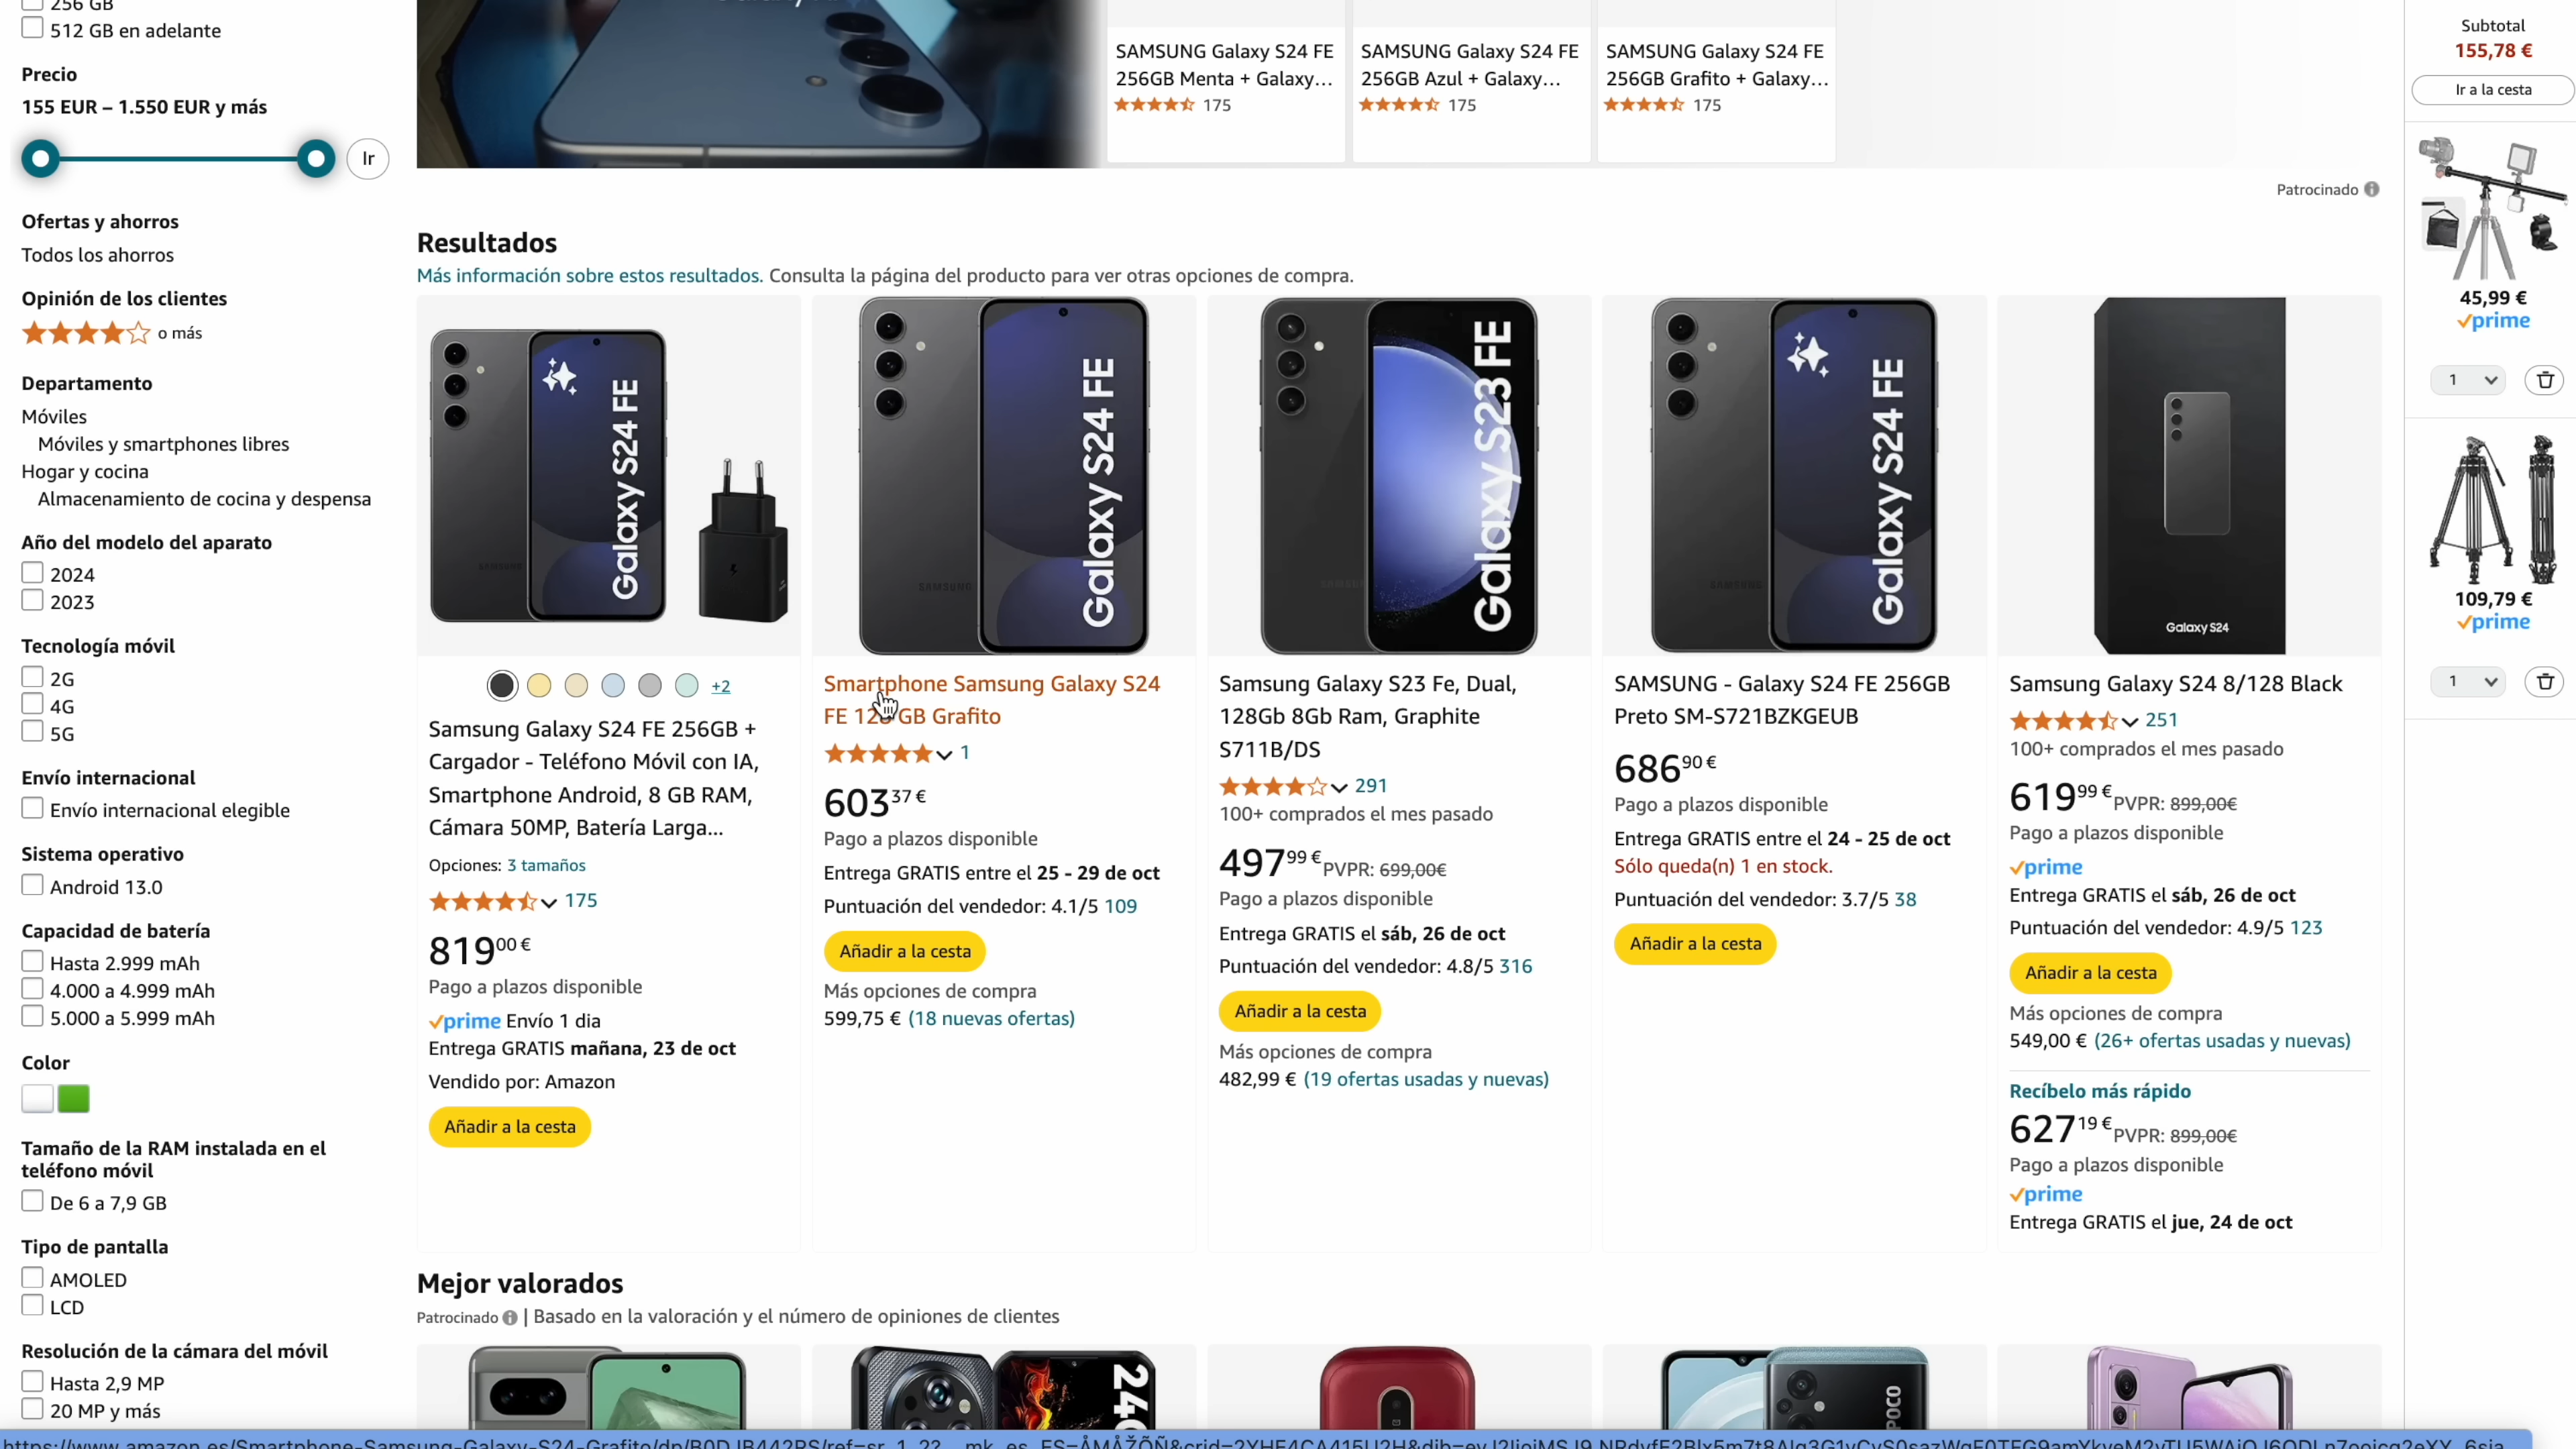 256 GB
512 GB en adelante
Precio
155 EUR – 1.550 EUR y más
Ir
Ofertas y ahorros
Todos los ahorros
Opinión de los clientes
o más
Departamento
Móviles
Móviles y smartphones libres
Hogar y cocina
Almacenamiento de cocina y despensa
Año del modelo del aparato
2024
2023
Tecnología móvil
2G
4G
5G
Envío internacional
Envío internacional elegible
Sistema operativo
Android 13.0
Capacidad de batería
Hasta 2.999 mAh
4.000 a 4.999 mAh
5.000 a 5.999 mAh
Color
Tamaño de la RAM instalada en el
teléfono móvil
De 6 a 7,9 GB
Tipo de pantalla
AMOLED
LCD
Resolución de la cámara del móvil
Hasta 2,9 MP
20 MP y más
SAMSUNG Galaxy S24 FE
256GB Menta + Galaxy...
175
SAMSUNG Galaxy S24 FE
256GB Azul + Galaxy...
175
SAMSUNG Galaxy S24 FE
256GB Grafito + Galaxy...
175
Patrocinado
Resultados
Más información sobre estos resultados. Consulta la página del producto para ver otras opciones de compra.
SAMSUNG
Galaxy S24 FE
+2
Samsung Galaxy S24 FE 256GB +
Cargador - Teléfono Móvil con IA,
Smartphone Android, 8 GB RAM,
Cámara 50MP, Batería Larga...
Opciones: 3 tamaños
175
819 00 €
Pago a plazos disponible
prime Envío 1 dia
Entrega GRATIS mañana, 23 de oct
Vendido por: Amazon
Añadir a la cesta
SAMSUNG
Galaxy S24 FE
Smartphone Samsung Galaxy S24
FE GB Grafito
1
603 37 €
Pago a plazos disponible
Entrega GRATIS entre el 25 - 29 de oct
Puntuación del vendedor: 4.1/5 109
Añadir a la cesta
Más opciones de compra
599,75 € (18 nuevas ofertas)
SAMSUNG
Galaxy S23 FE
Samsung Galaxy S23 Fe, Dual,
128Gb 8Gb Ram, Graphite
S711B/DS
291
100+ comprados el mes pasado
497 99 € PVPR: 699,00€
Pago a plazos disponible
Entrega GRATIS el sáb, 26 de oct
Puntuación del vendedor: 4.8/5 316
Añadir a la cesta
Más opciones de compra
482,99 € (19 ofertas usadas y nuevas)
SAMSUNG
Galaxy S24 FE
SAMSUNG - Galaxy S24 FE 256GB
Preto SM-S721BZKGEUB
686 90 €
Pago a plazos disponible
Entrega GRATIS entre el 24 - 25 de oct
Sólo queda(n) 1 en stock.
Puntuación del vendedor: 3.7/5 38
Añadir a la cesta
Galaxy S24
Samsung Galaxy S24 8/128 Black
251
100+ comprados el mes pasado
619 99 € PVPR: 899,00€
Pago a plazos disponible
prime
Entrega GRATIS el sáb, 26 de oct
Puntuación del vendedor: 4.9/5 123
Añadir a la cesta
Más opciones de compra
549,00 € (26+ ofertas usadas y nuevas)
Recíbelo más rápido
627 19 € PVPR: 899,00€
Pago a plazos disponible
prime
Entrega GRATIS el jue, 24 de oct
Mejor valorados
Patrocinado | Basado en la valoración y el número de opiniones de clientes
POCO
Subtotal
155,78 €
Ir a la cesta
45,99 €
prime
1
109,79 €
prime
1